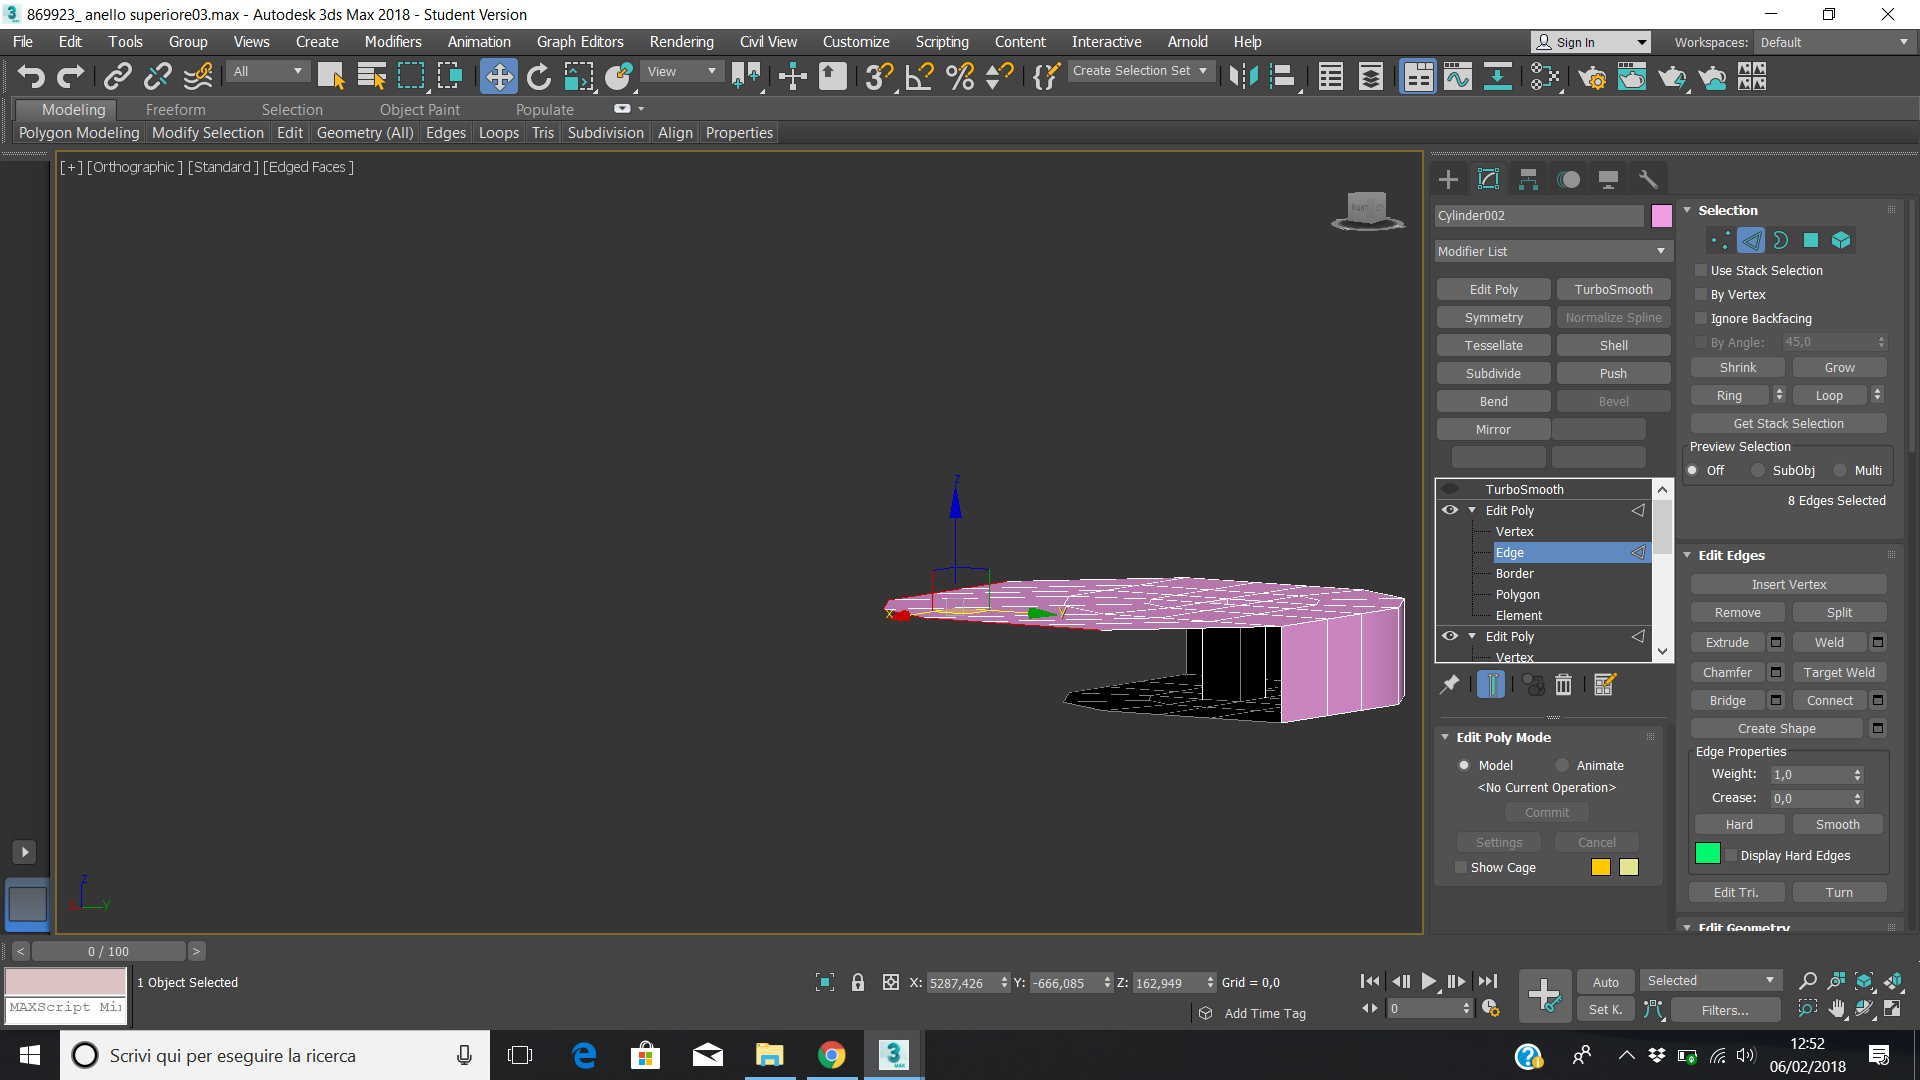 869923_ anello superiore03.max - Autodesk 3ds Max 2018 - Student Version
File Edit Tools Group Views Create Modifiers Animation Graph Editors Rendering Civil View Customize Scripting Content Interactive Arnold Help Sign In Workspaces: Default
All View Create Selection Set
Modeling Freeform Selection Object Paint Populate
Polygon Modeling Modify Selection Edit Geometry (All) Edges Loops Tris Subdivision Align Properties
[+] [Orthographic ] [Standard ] [Edged Faces ]
RIGHT
z
x
y
z
y
Cylinder002
Modifier List
Edit Poly TurboSmooth
Symmetry Normalize Spline
Tessellate Shell
Subdivide Push
Bend Bevel
Mirror
TurboSmooth
Edit Poly
Vertex
Edge
Border
Polygon
Element
Edit Poly
Vertex
Edit Poly Mode
Model Animate
<No Current Operation>
Commit
Settings Cancel
Show Cage
Selection
Use Stack Selection
By Vertex
Ignore Backfacing
By Angle: 45,0
Shrink Grow
Ring Loop
Get Stack Selection
Preview Selection
Off SubObj Multi
8 Edges Selected
Edit Edges
Insert Vertex
Remove Split
Extrude Weld
Chamfer Target Weld
Bridge Connect
Create Shape
Edge Properties
Weight: 1,0
Crease: 0,0
Hard Smooth
Display Hard Edges
Edit Tri. Turn
Edit Geometry
< 0 / 100 >
MAXScript Mi
1 Object Selected
X: 5287,426 Y: -666,085 Z: 162,949 Grid = 0,0
Add Time Tag
0
Auto Selected
Set K. Filters...
Scrivi qui per eseguire la ricerca
3
MAX
12:52
06/02/2018